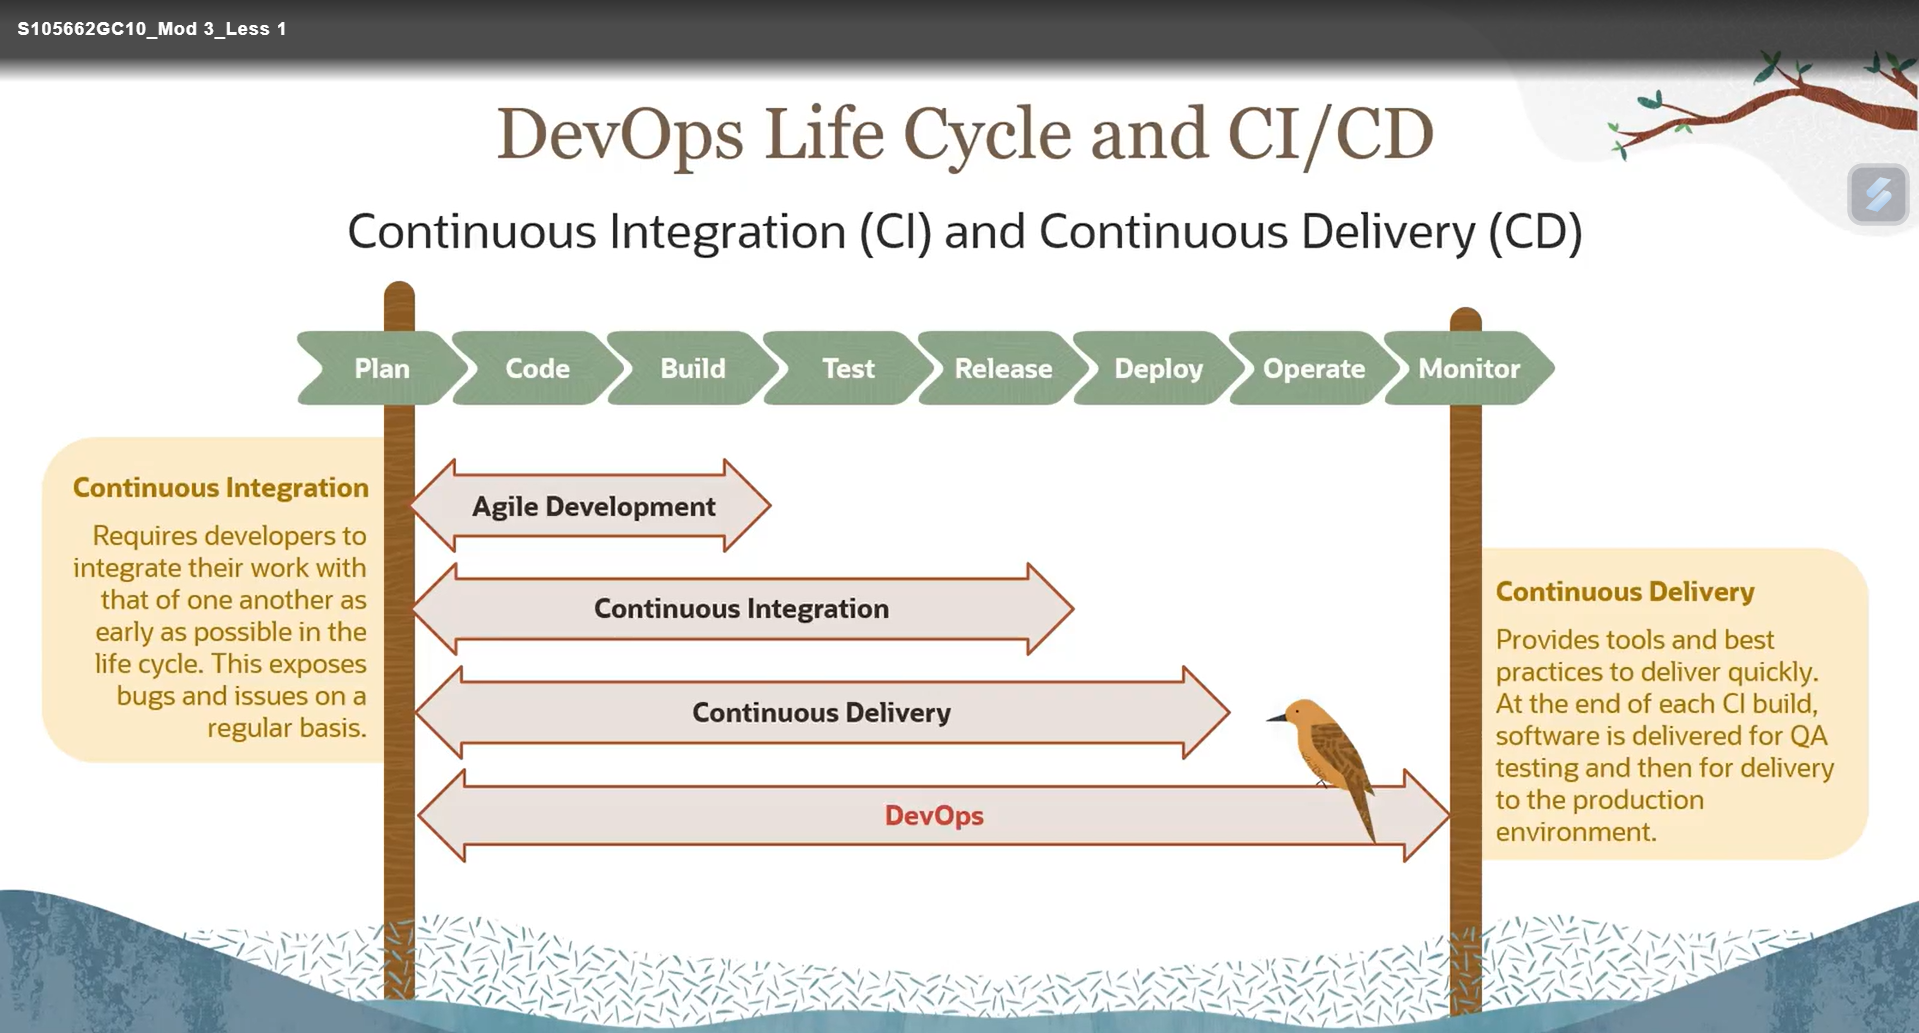 S105662GC10_Mod 3_Less 1
DevOps Life Cycle and CI/CD
Continuous Integration (CI) and Continuous Delivery (CD)
Plan
Code
Build
Test
Release
Deploy
Operate
Monitor
Continuous Integration
Requires developers to
integrate their work with
that of one another as
early as possible in the
life cycle. This exposes
bugs and issues on a
regular basis.
Agile Development
Continuous Integration
Continuous Delivery
DevOps
Continuous Delivery
Provides tools and best
practices to deliver quickly.
At the end of each CI build,
software is delivered for QA
testing and then for delivery
to the production
environment.